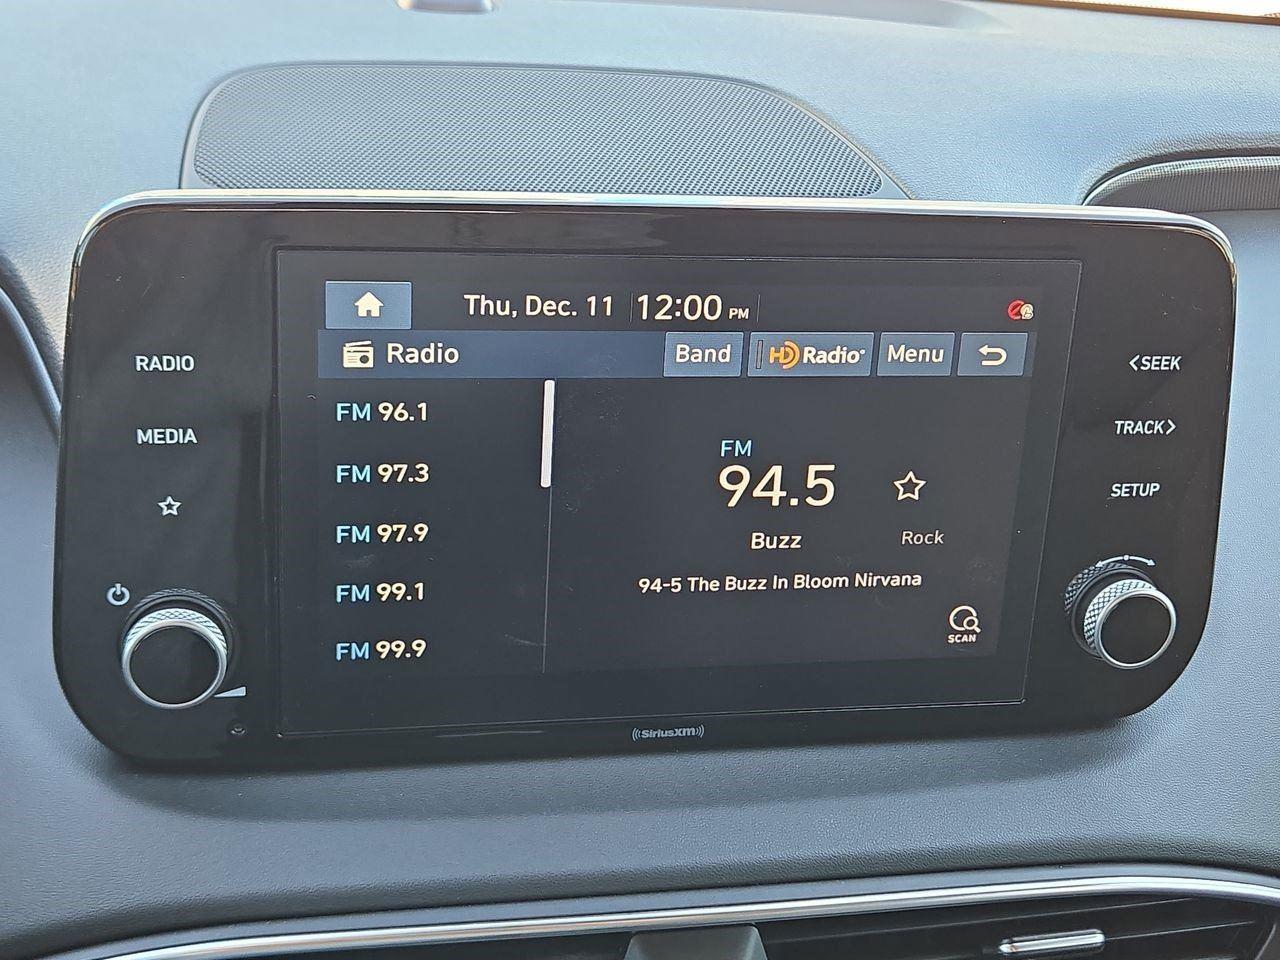 Thu, Dec. 11 12:00 PM
Radio Band HD Radio Menu
RADIO
MEDIA
FM 96.1
FM 97.3
FM 97.9
FM 99.1
FM 99.9
FM
94.5
Buzz Rock
94-5 The Buzz In Bloom Nirvana
SCAN
<SEEK
TRACK>
SETUP
((SiriusXM))